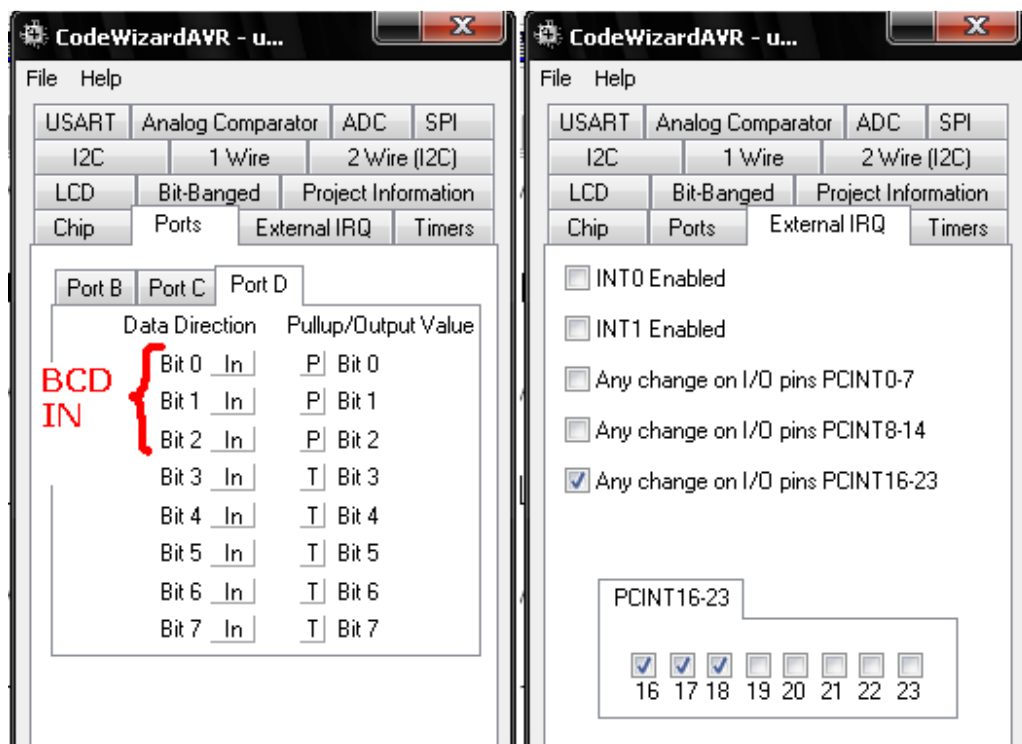 CodeWizardAVR - u...
File Help
USART Analog Comparator ADC SPI
I2C 1 Wire 2 Wire (I2C)
LCD Bit-Banged Project Information
Chip Ports External IRQ Timers
Port B Port C Port D
Data Direction Pullup/Output Value
Bit 0 In P Bit 0
Bit 1 In P Bit 1
Bit 2 In P Bit 2
Bit 3 In T Bit 3
Bit 4 In T Bit 4
Bit 5 In T Bit 5
Bit 6 In T Bit 6
Bit 7 In T Bit 7
BCD
IN
CodeWizardAVR - u...
File Help
USART Analog Comparator ADC SPI
I2C 1 Wire 2 Wire (I2C)
LCD Bit-Banged Project Information
Chip Ports External IRQ Timers
INT0 Enabled
INT1 Enabled
Any change on I/O pins PCINT0-7
Any change on I/O pins PCINT8-14
Any change on I/O pins PCINT16-23
PCINT16-23
16 17 18 19 20 21 22 23